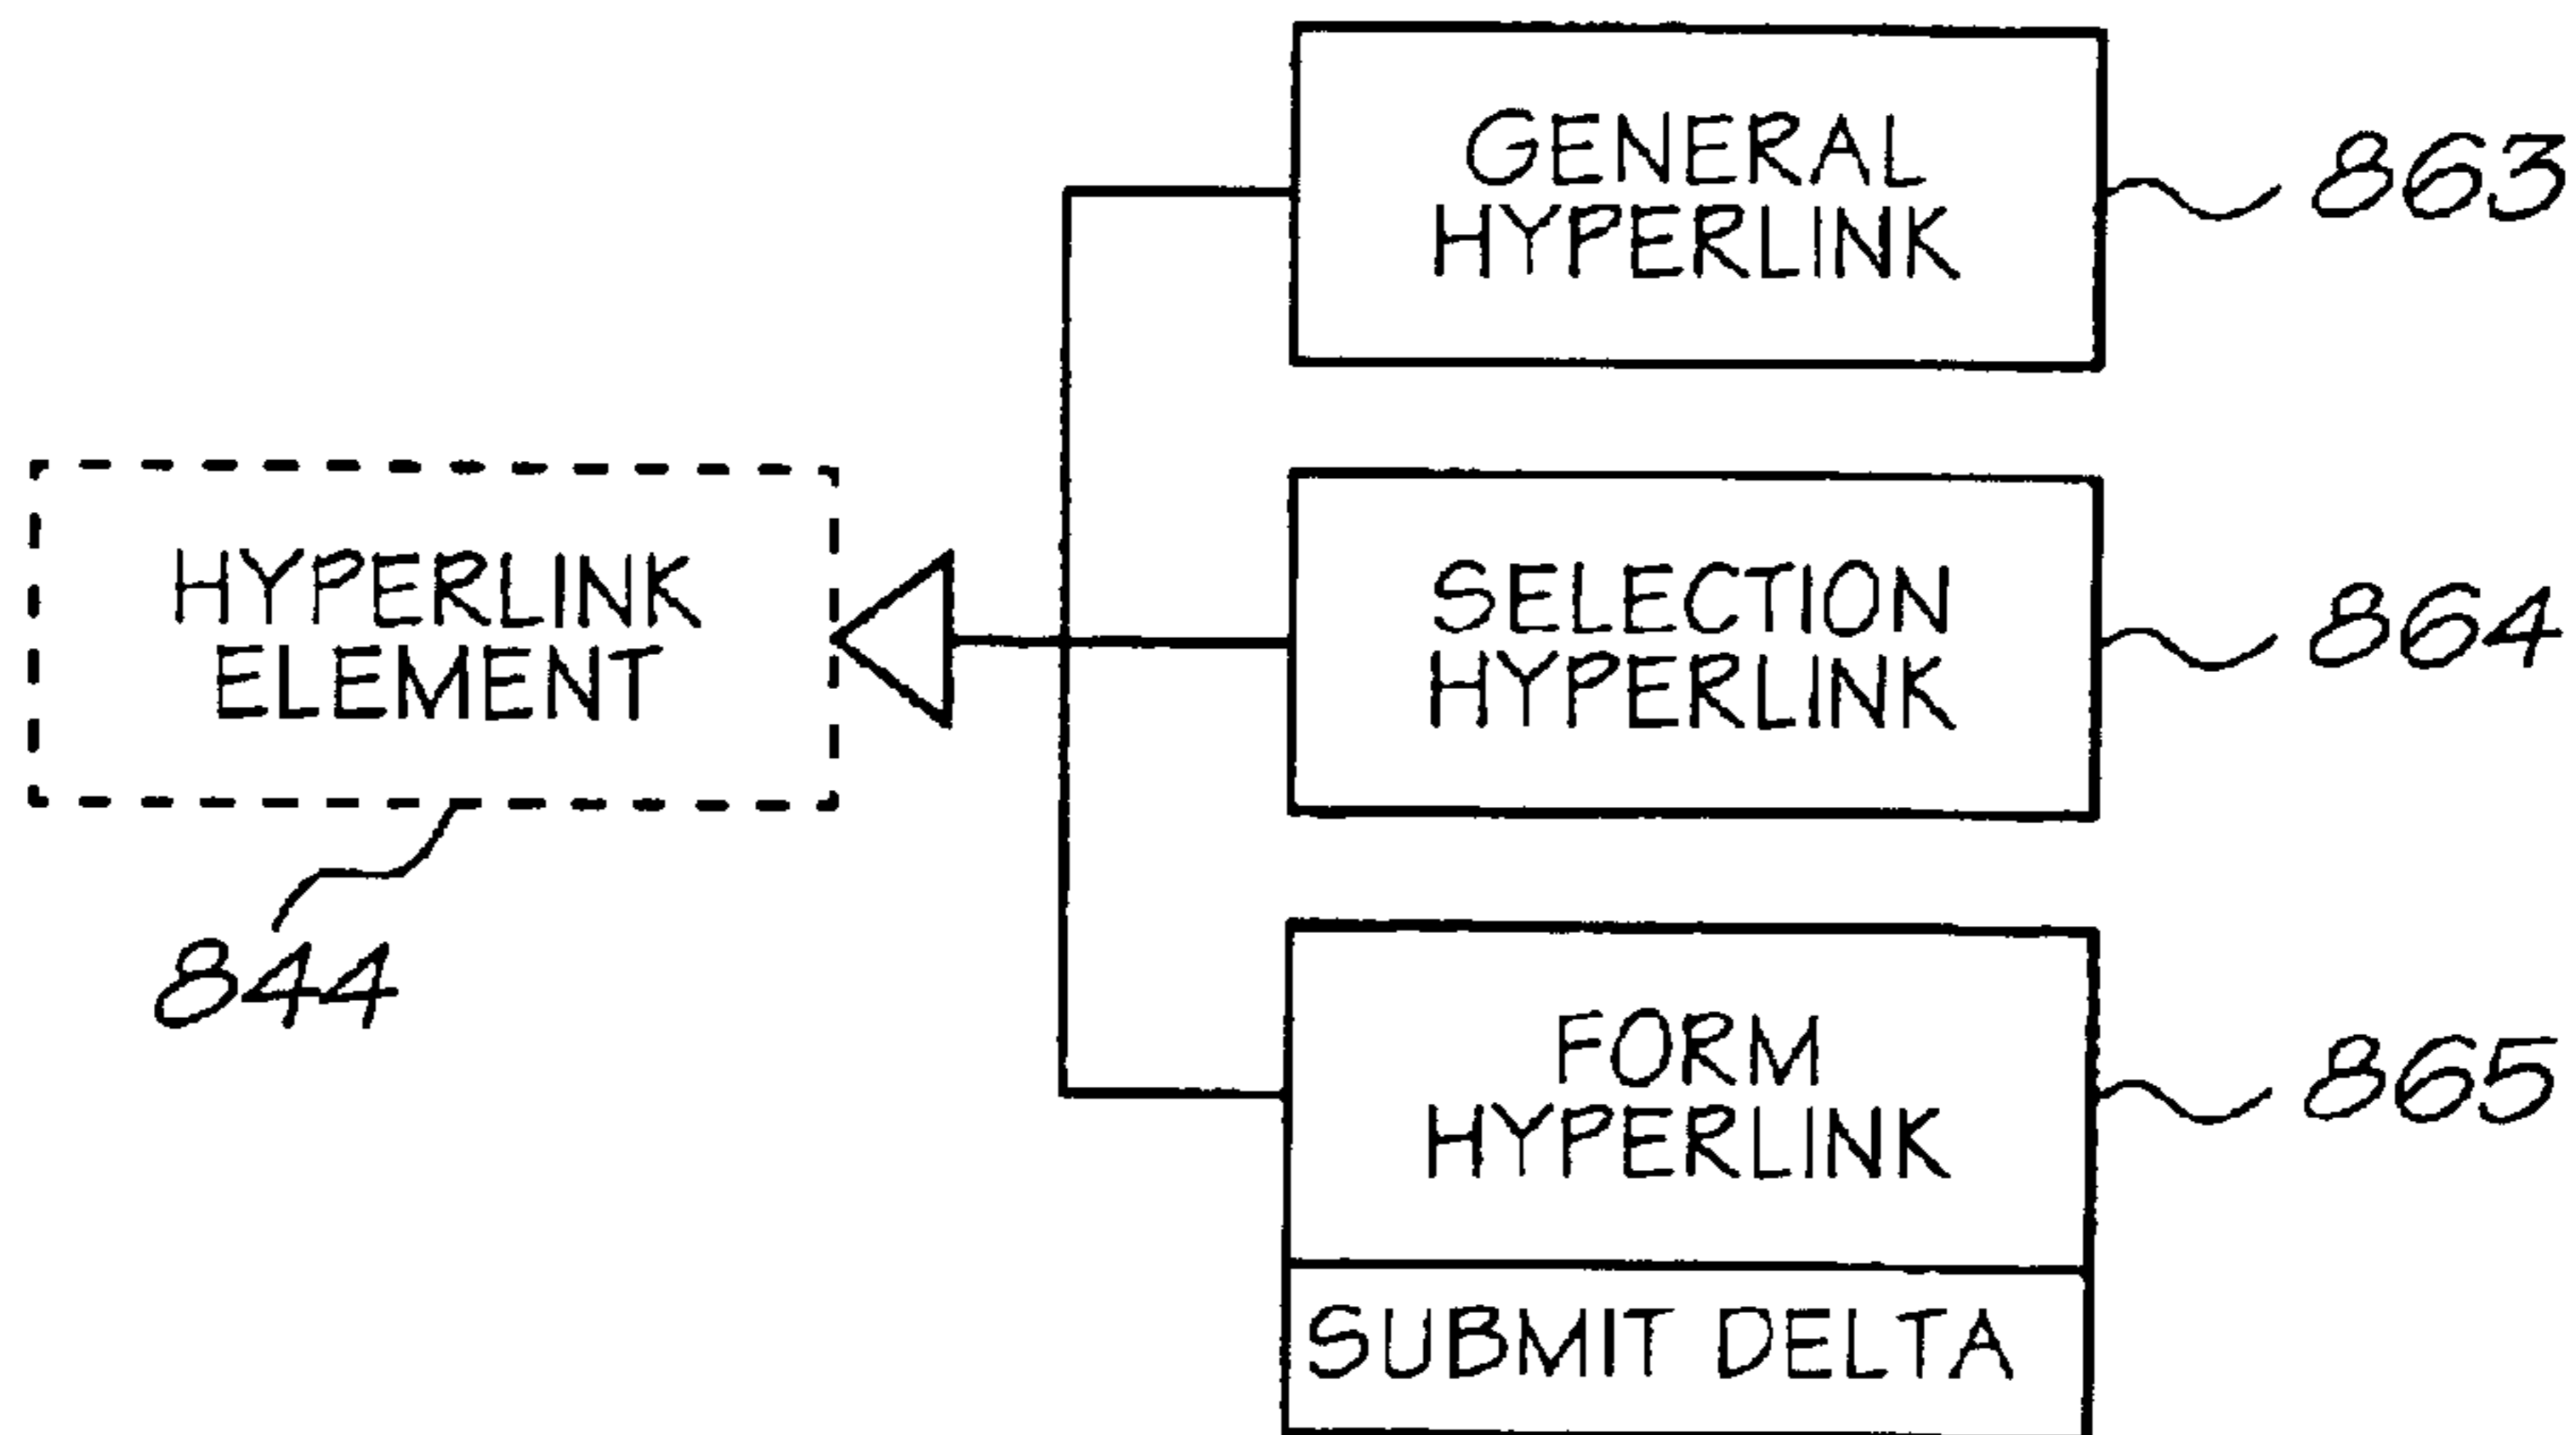 GENERAL
HYPERLINK
863
HYPERLINK
ELEMENT
844
SELECTION
HYPERLINK
864
FORM
HYPERLINK
865
SUBMIT DELTA